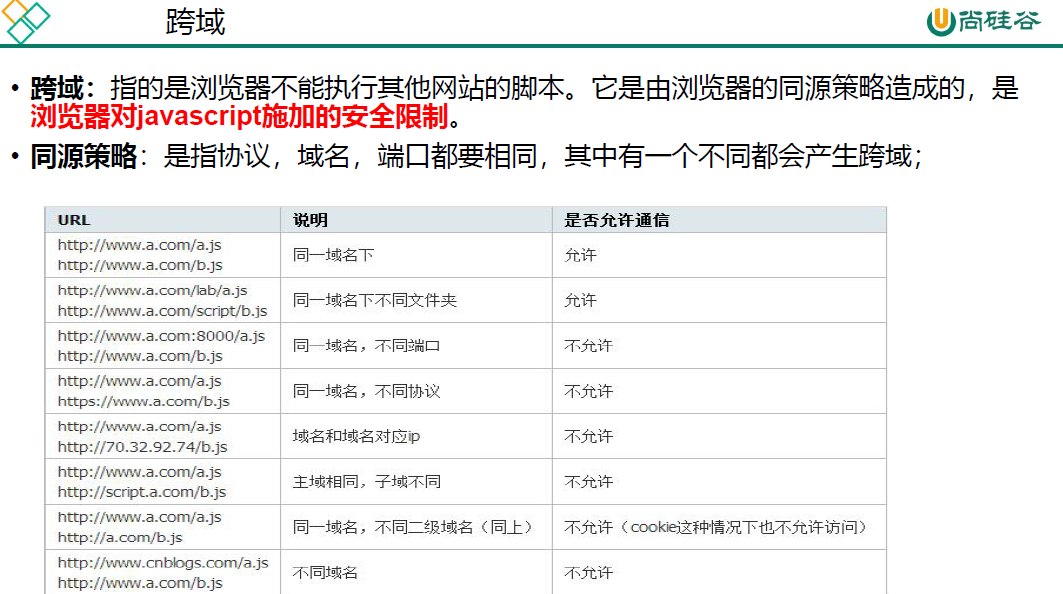 跨域
尚硅谷
• 跨域：指的是浏览器不能执行其他网站的脚本。它是由浏览器的同源策略造成的，是
浏览器对javascript施加的安全限制。
• 同源策略：是指协议，域名，端口都要相同，其中有一个不同都会产生跨域；
URL 说明 是否允许通信
http://www.a.com/a.js
http://www.a.com/b.js
同一域名下 允许
http://www.a.com/lab/a.js
http://www.a.com/script/b.js
同一域名下不同文件夹 允许
http://www.a.com:8000/a.js
http://www.a.com/b.js
同一域名，不同端口 不允许
http://www.a.com/a.js
https://www.a.com/b.js
同一域名，不同协议 不允许
http://www.a.com/a.js
http://70.32.92.74/b.js
域名和域名对应ip 不允许
http://www.a.com/a.js
http://script.a.com/b.js
主域相同，子域不同 不允许
http://www.a.com/a.js
http://a.com/b.js
同一域名，不同二级域名（同上） 不允许（cookie这种情况下也不允许访问）
http://www.cnblogs.com/a.js
http://www.a.com/b.js
不同域名 不允许